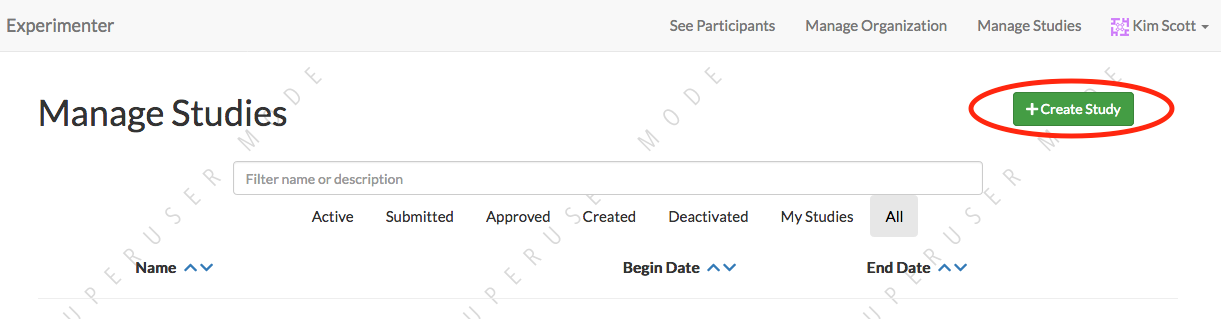 Experimenter See Participants Manage Organization Manage Studies Kim Scott
Manage Studies
+Create Study
Filter name or description
Active Submitted Approved Created Deactivated My Studies All
Name Begin Date End Date
SUPERUSER MODE
SUPERUSER MODE
SUPERUSER MODE